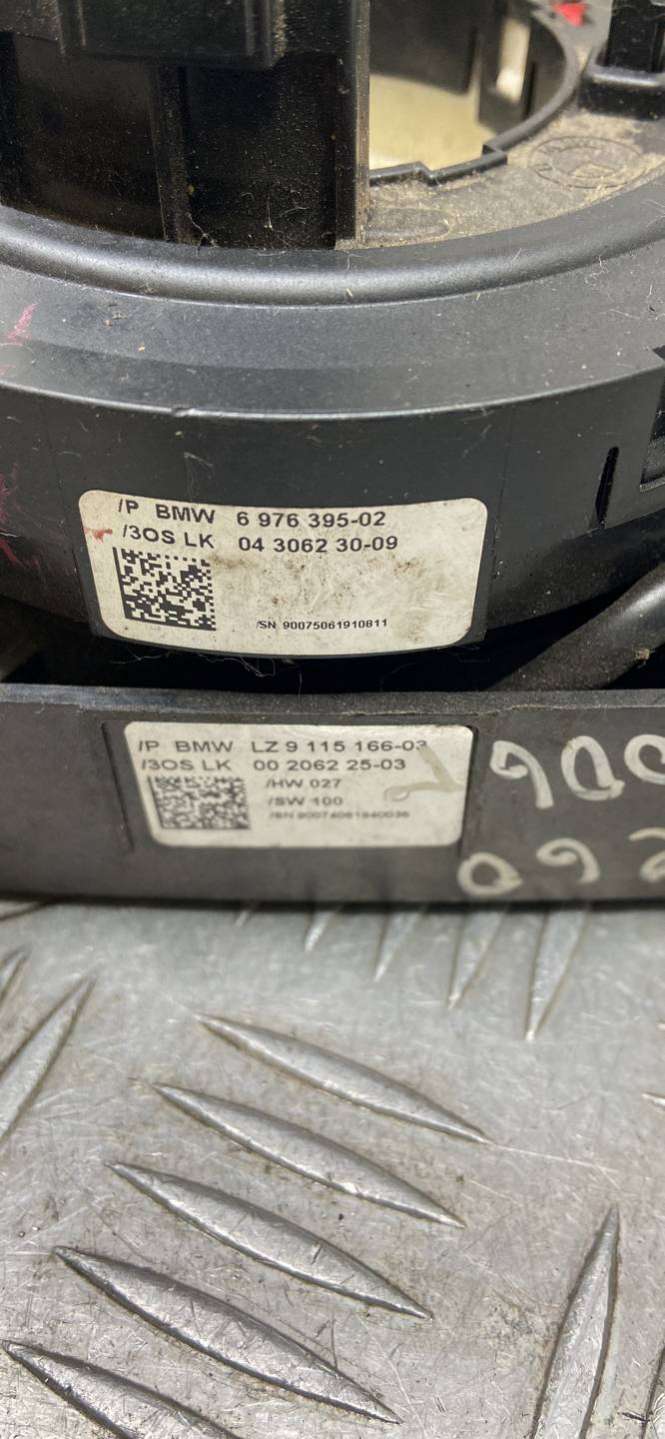 /P BMW 6 976 395-02
/3OS LK 04 3062 30-09
/SN 90075061910811
/P BMW LZ 9 115 166-03
/3OS LK 00 2062 25-03
/HW 027
/SW 100